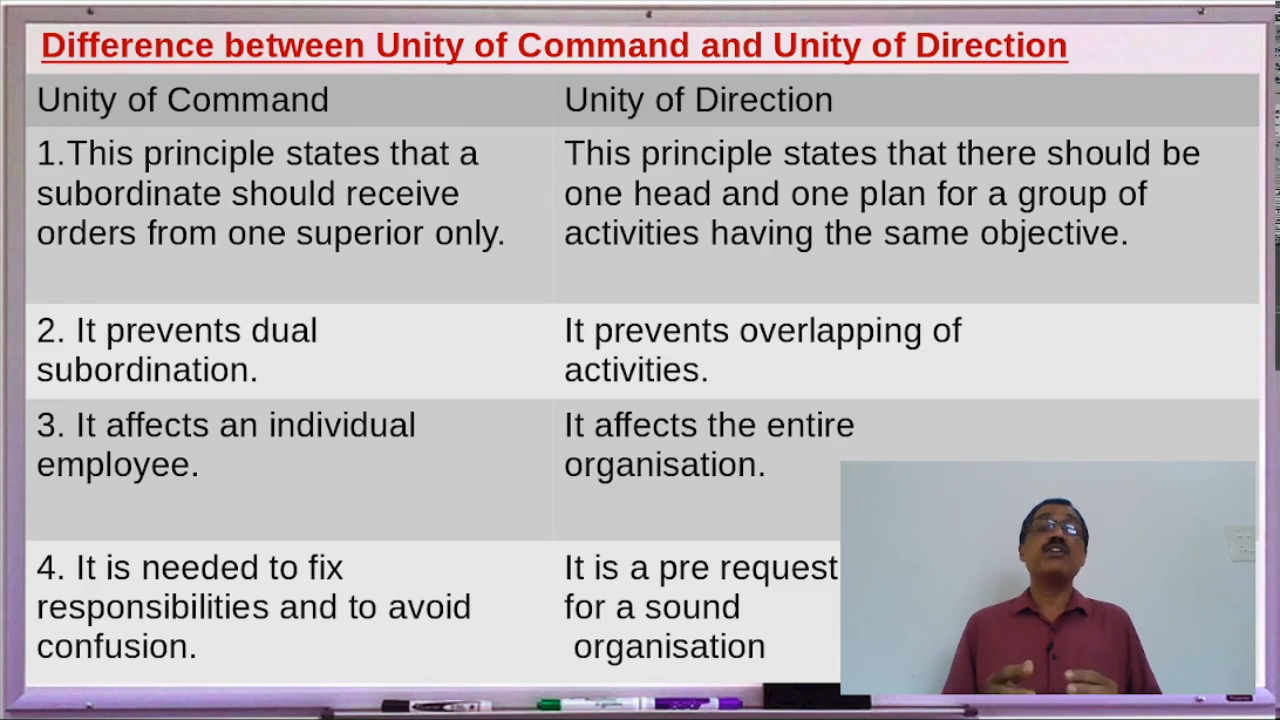 Difference between Unity of Command and Unity of Direction
Unity of Command
Unity of Direction
1.This principle states that a
subordinate should receive
orders from one superior only.
This principle states that there should be
one head and one plan for a group of
activities having the same objective.
2. It prevents dual
subordination.
It prevents overlapping of
activities.
3. It affects an individual
employee.
It affects the entire
organisation.
4. It is needed to fix
responsibilities and to avoid
confusion.
It is a pre request
for a sound
organisation